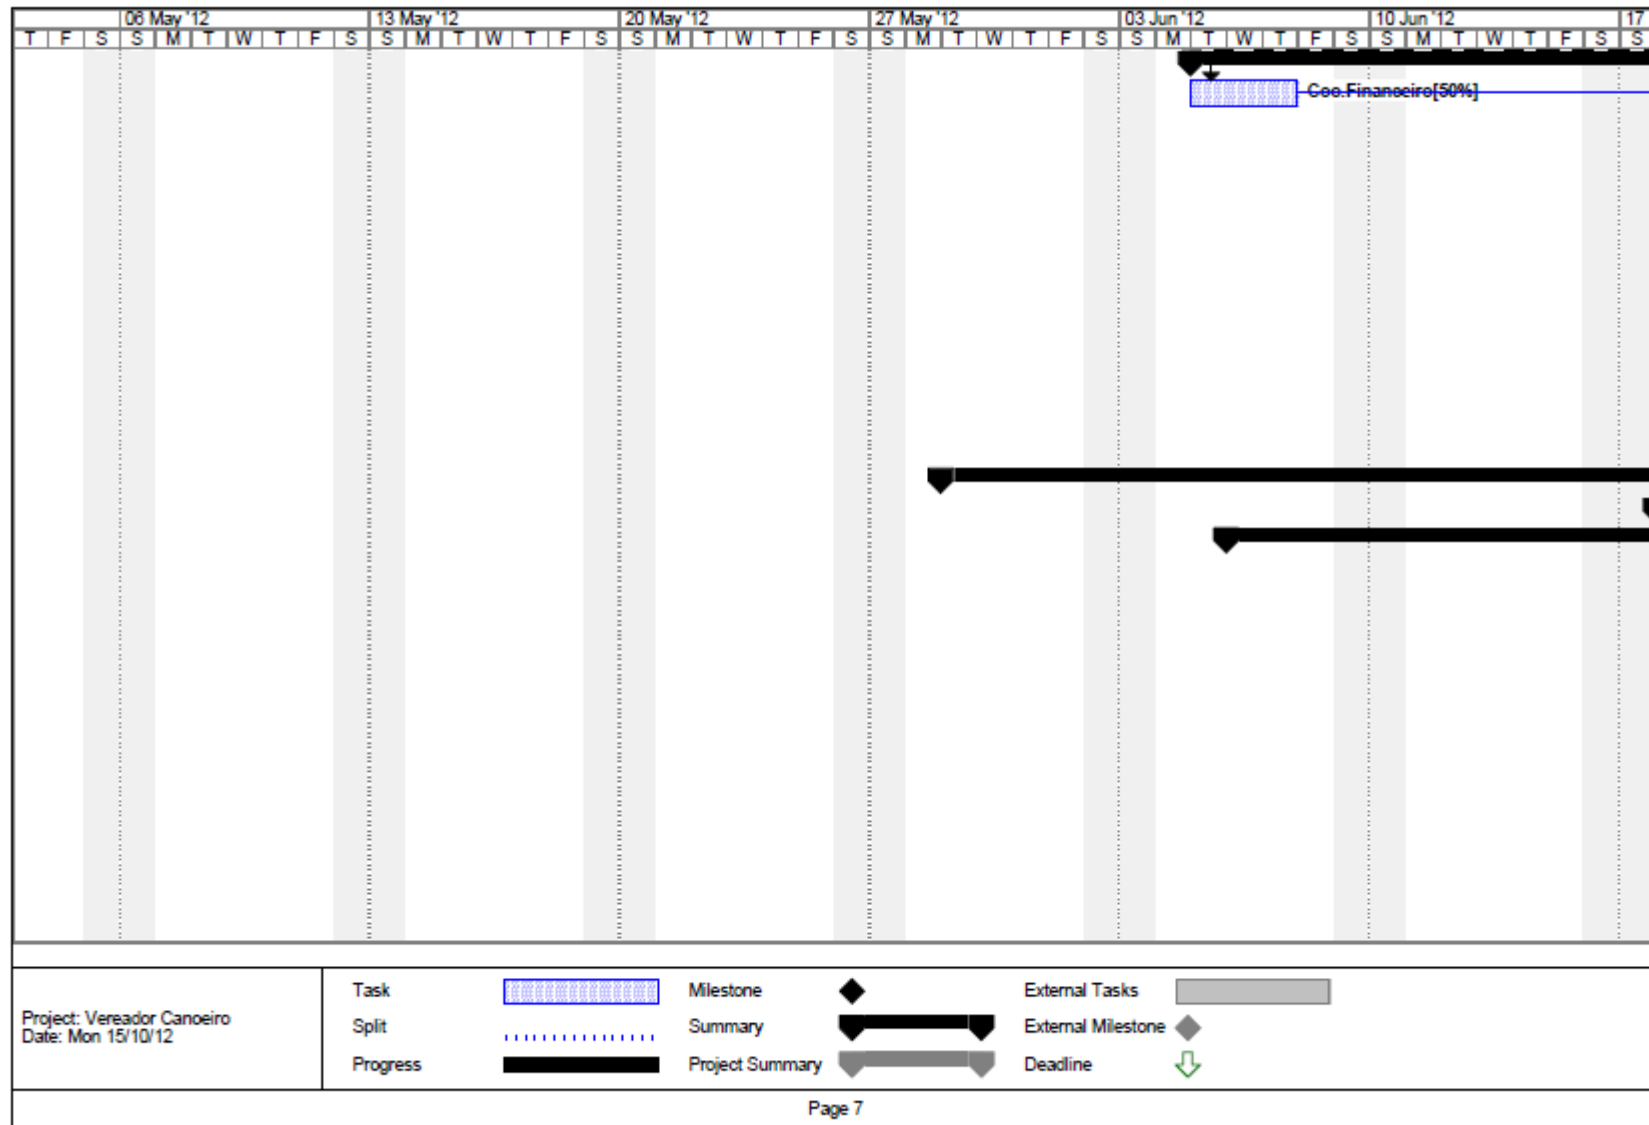 06 May '12 13 May '12 20 May '12 27 May '12 03 Jun '12 10 Jun '12 17
T F S S M T W T F S S M T W T F S S M T W T F S S M T W T F S S M T W T F S S M T W T F S S
Coo.Financeiro[50%]
Task Milestone External Tasks
Project: Vereador Canoeiro
Date: Mon 15/10/12
Split Summary External Milestone
Progress Project Summary Deadline
Page 7